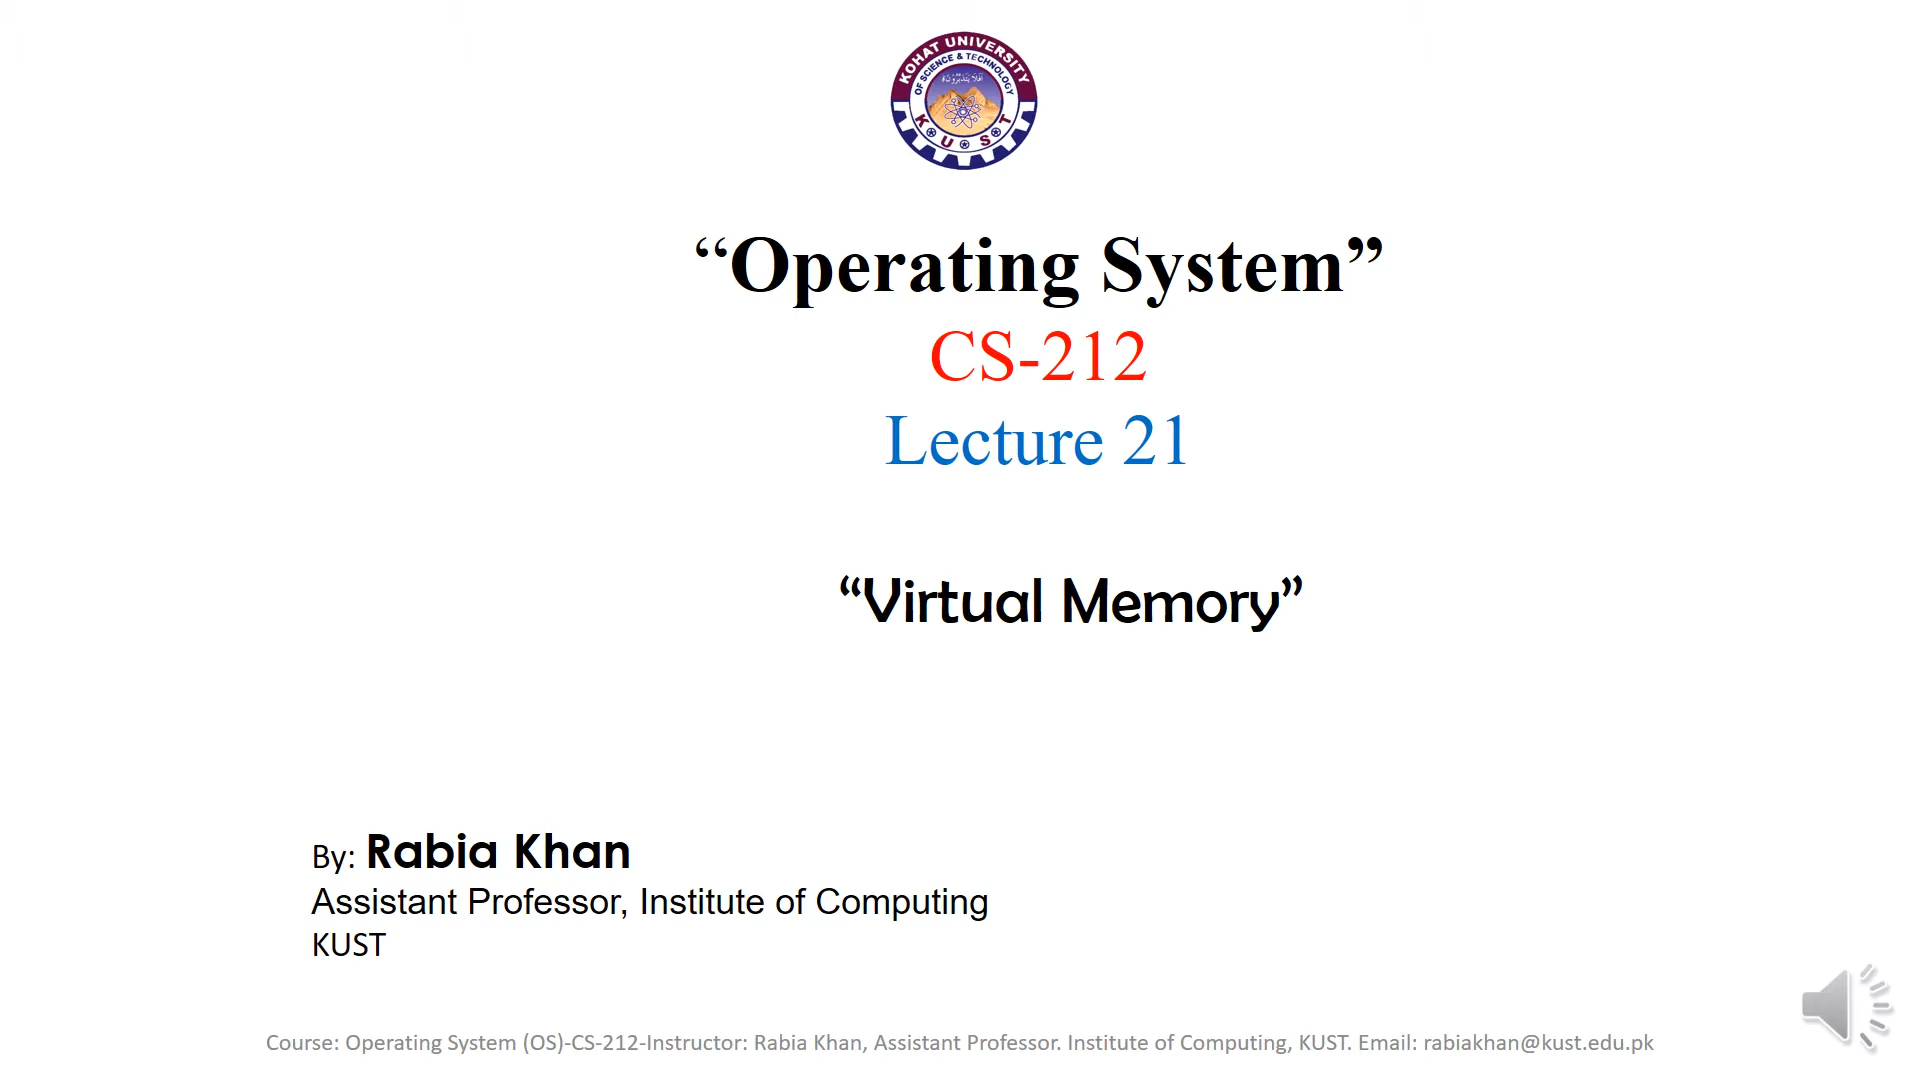 KOHAT UNIVERSITY
OF SCIENCE & TECHNOLOGY
K U S T
“Operating System”
CS-212
Lecture 21
“Virtual Memory”
By: Rabia Khan
Assistant Professor, Institute of Computing
KUST
Course: Operating System (OS)-CS-212-Instructor: Rabia Khan, Assistant Professor. Institute of Computing, KUST. Email: rabiakhan@kust.edu.pk